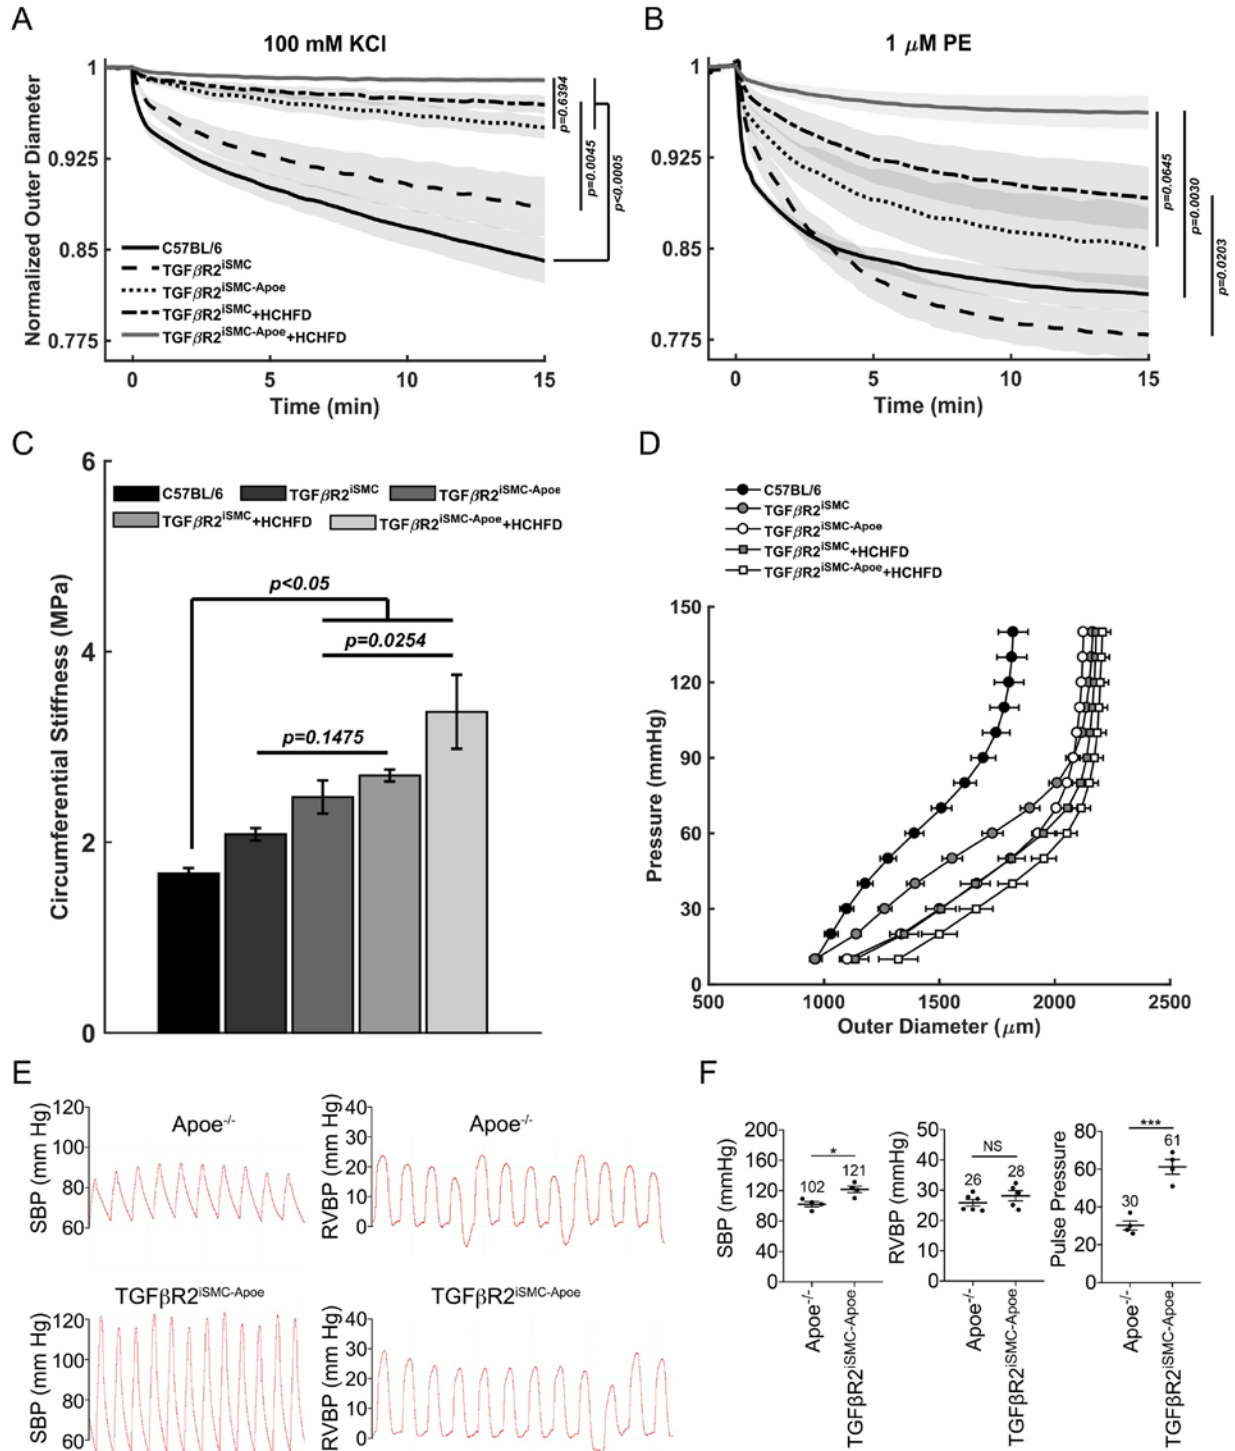 A
100 mM KCl
Normalized Outer Diameter
1
0.925
0.85
0.775
C57BL/6
TGFβR2iSMC
TGFβR2iSMC-Apoe
TGFβR2iSMC+HCHFD
TGFβR2iSMC-Apoe+HCHFD
p=0.6394
p=0.0045
p<0.0005
0 5 10 15
Time (min)
B
1 μM PE
1
0.925
0.85
0.775
p=0.0645
p=0.0030
p=0.0203
0 5 10 15
Time (min)
C
Circumferential Stiffness (MPa)
6
4
2
0
C57BL/6 TGFβR2iSMC TGFβR2iSMC-Apoe
TGFβR2iSMC+HCHFD TGFβR2iSMC-Apoe+HCHFD
p<0.05
p=0.0254
p=0.1475
D
C57BL/6
TGFβR2iSMC
TGFβR2iSMC-Apoe
TGFβR2iSMC+HCHFD
TGFβR2iSMC-Apoe+HCHFD
Pressure (mmHg)
150
120
90
60
30
0
500 1000 1500 2000 2500
Outer Diameter (μm)
E
SBP (mm Hg)
120
100
80
60
Apoe-/-
RVBP (mm Hg)
40
30
20
10
0
Apoe-/-
SBP (mm Hg)
120
100
80
60
TGFβR2iSMC-Apoe
RVBP (mm Hg)
40
30
20
10
0
TGFβR2iSMC-Apoe
F
SBP (mmHg)
200
160
120
80
40
0
*
102
121
Apoe-/-
TGFβR2iSMC-Apoe
RVBP (mmHg)
50
40
30
20
10
0
NS
26
28
Apoe-/-
TGFβR2iSMC-Apoe
Pulse Pressure
80
60
40
20
0
***
30
61
Apoe-/-
TGFβR2iSMC-Apoe